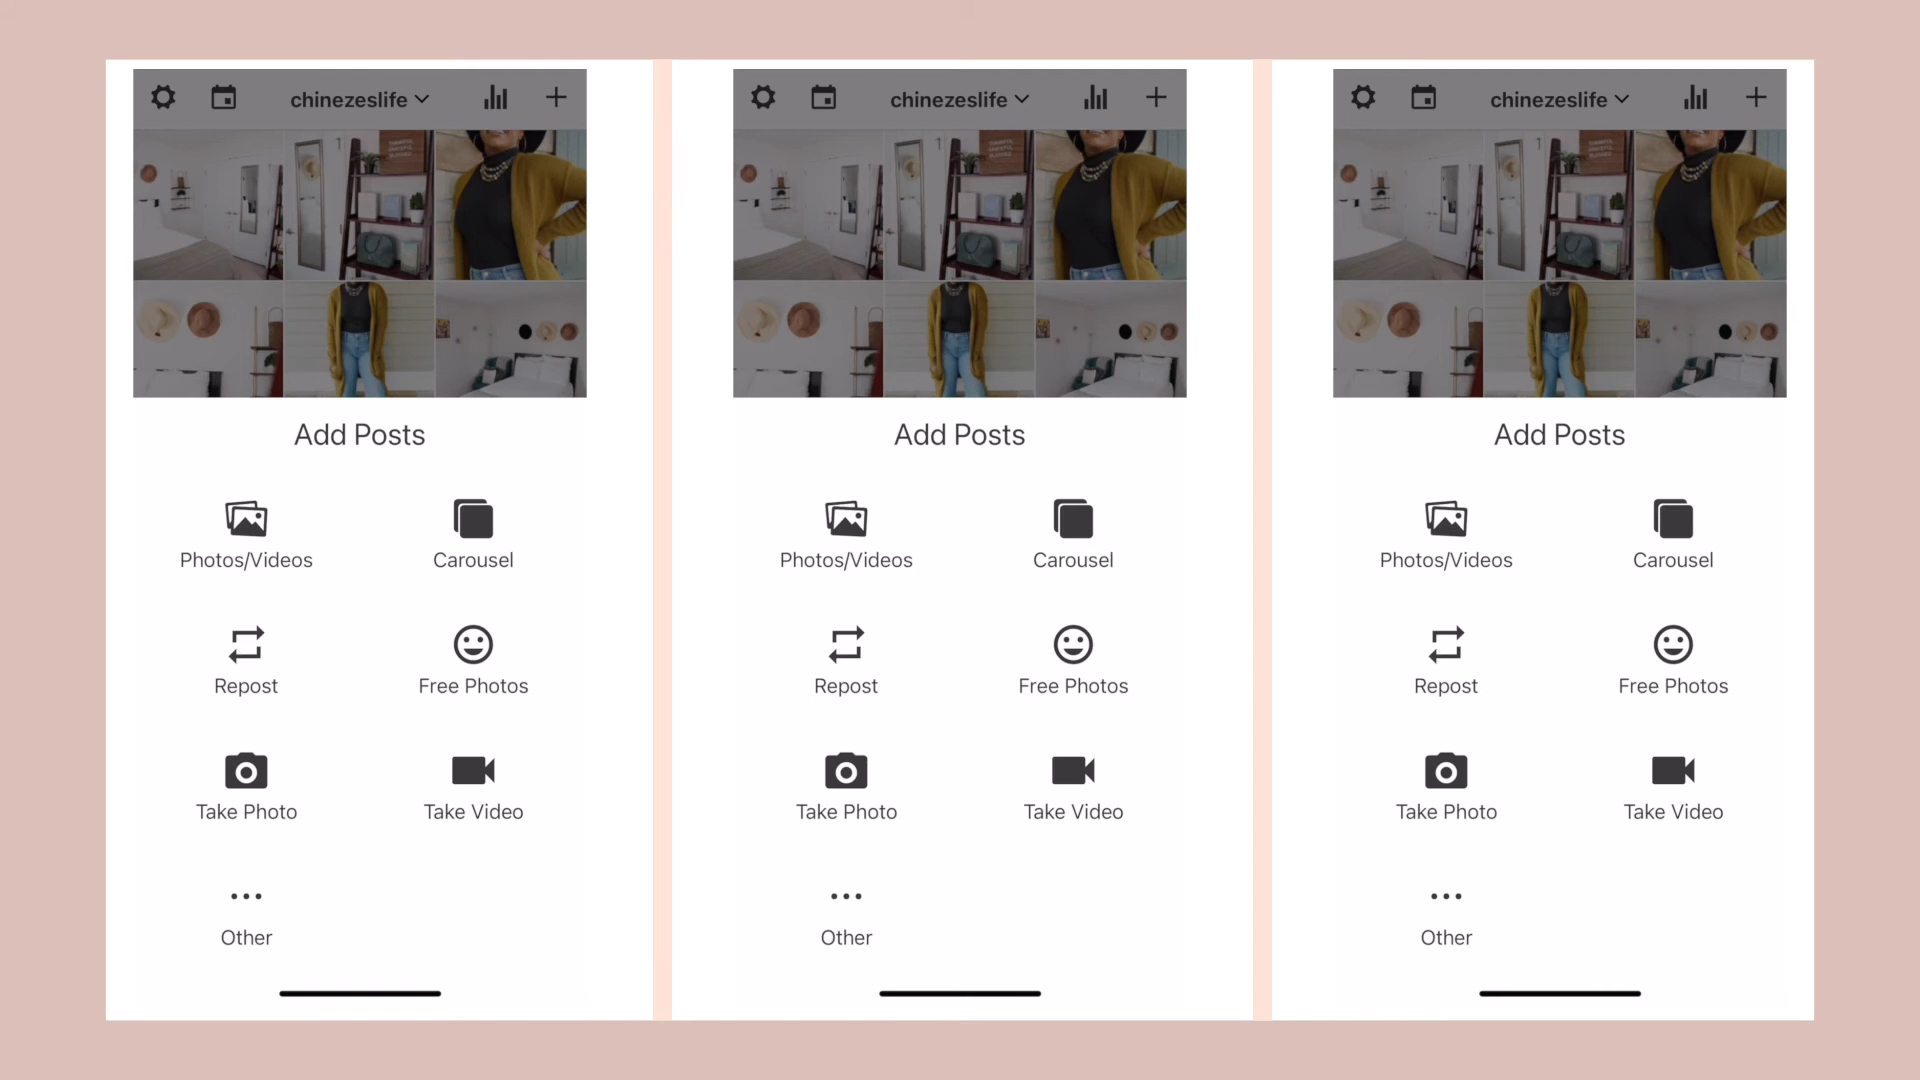 chinezeslife
Add Posts
Photos/Videos
Carousel
Repost
Free Photos
Take Photo
Take Video
Other
chinezeslife
Add Posts
Photos/Videos
Carousel
Repost
Free Photos
Take Photo
Take Video
Other
chinezeslife
Add Posts
Photos/Videos
Carousel
Repost
Free Photos
Take Photo
Take Video
Other